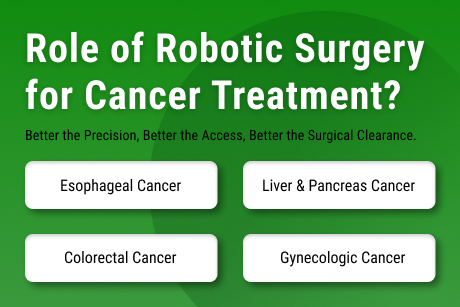 Role of Robotic Surgery
for Cancer Treatment?
Better the Precision, Better the Access, Better the Surgical Clearance.
Esophageal Cancer
Liver & Pancreas Cancer
Colorectal Cancer
Gynecologic Cancer